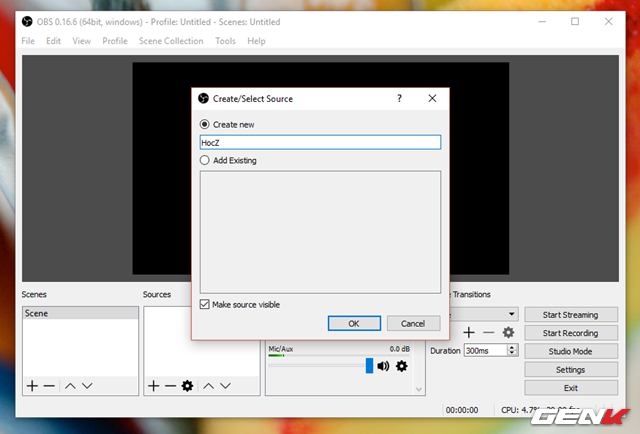 OBS 0.16.6 (64bit, windows) - Profile: Untitled - Scenes: Untitled
File Edit View Profile Scene Collection Tools Help
Create/Select Source
Create new
HocZ
Add Existing
Make source visible
OK Cancel
Scenes Sources Transitions
Scene
Start Streaming
Start Recording
Duration 300ms Studio Mode
Mic/Aux 0.0 dB
Settings
Exit
00:00:00 CPU: 4.7%
GENK